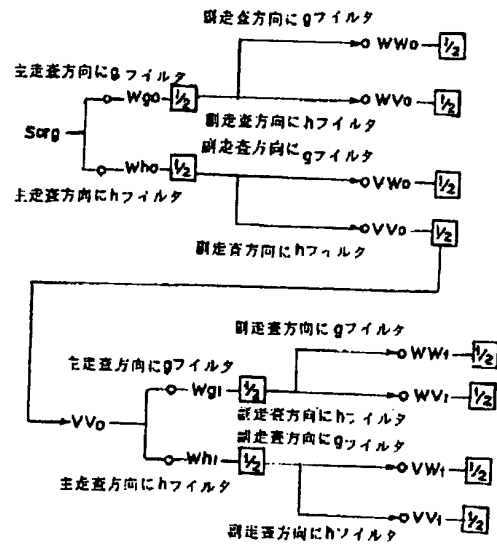 副走査方向にgフィルタ
WW0 1/2
主走査方向にgフィルタ
Wg0 1/2
WV0 1/2
Sorg
副走査方向にhフィルタ
副走査方向にgフィルタ
Wh0 1/2
VW0 1/2
主走査方向にhフィルタ
VV0 1/2
副走査方向にhフィルタ
副走査方向にgフィルタ
WW1 1/2
主走査方向にgフィルタ
Wg1 1/2
WV1 1/2
副走査方向にhフィルタ
VV0
副走査方向にgフィルタ
Wh1 1/2
VW1 1/2
主走査方向にhフィルタ
VV1 1/2
副走査方向にhフィルタ